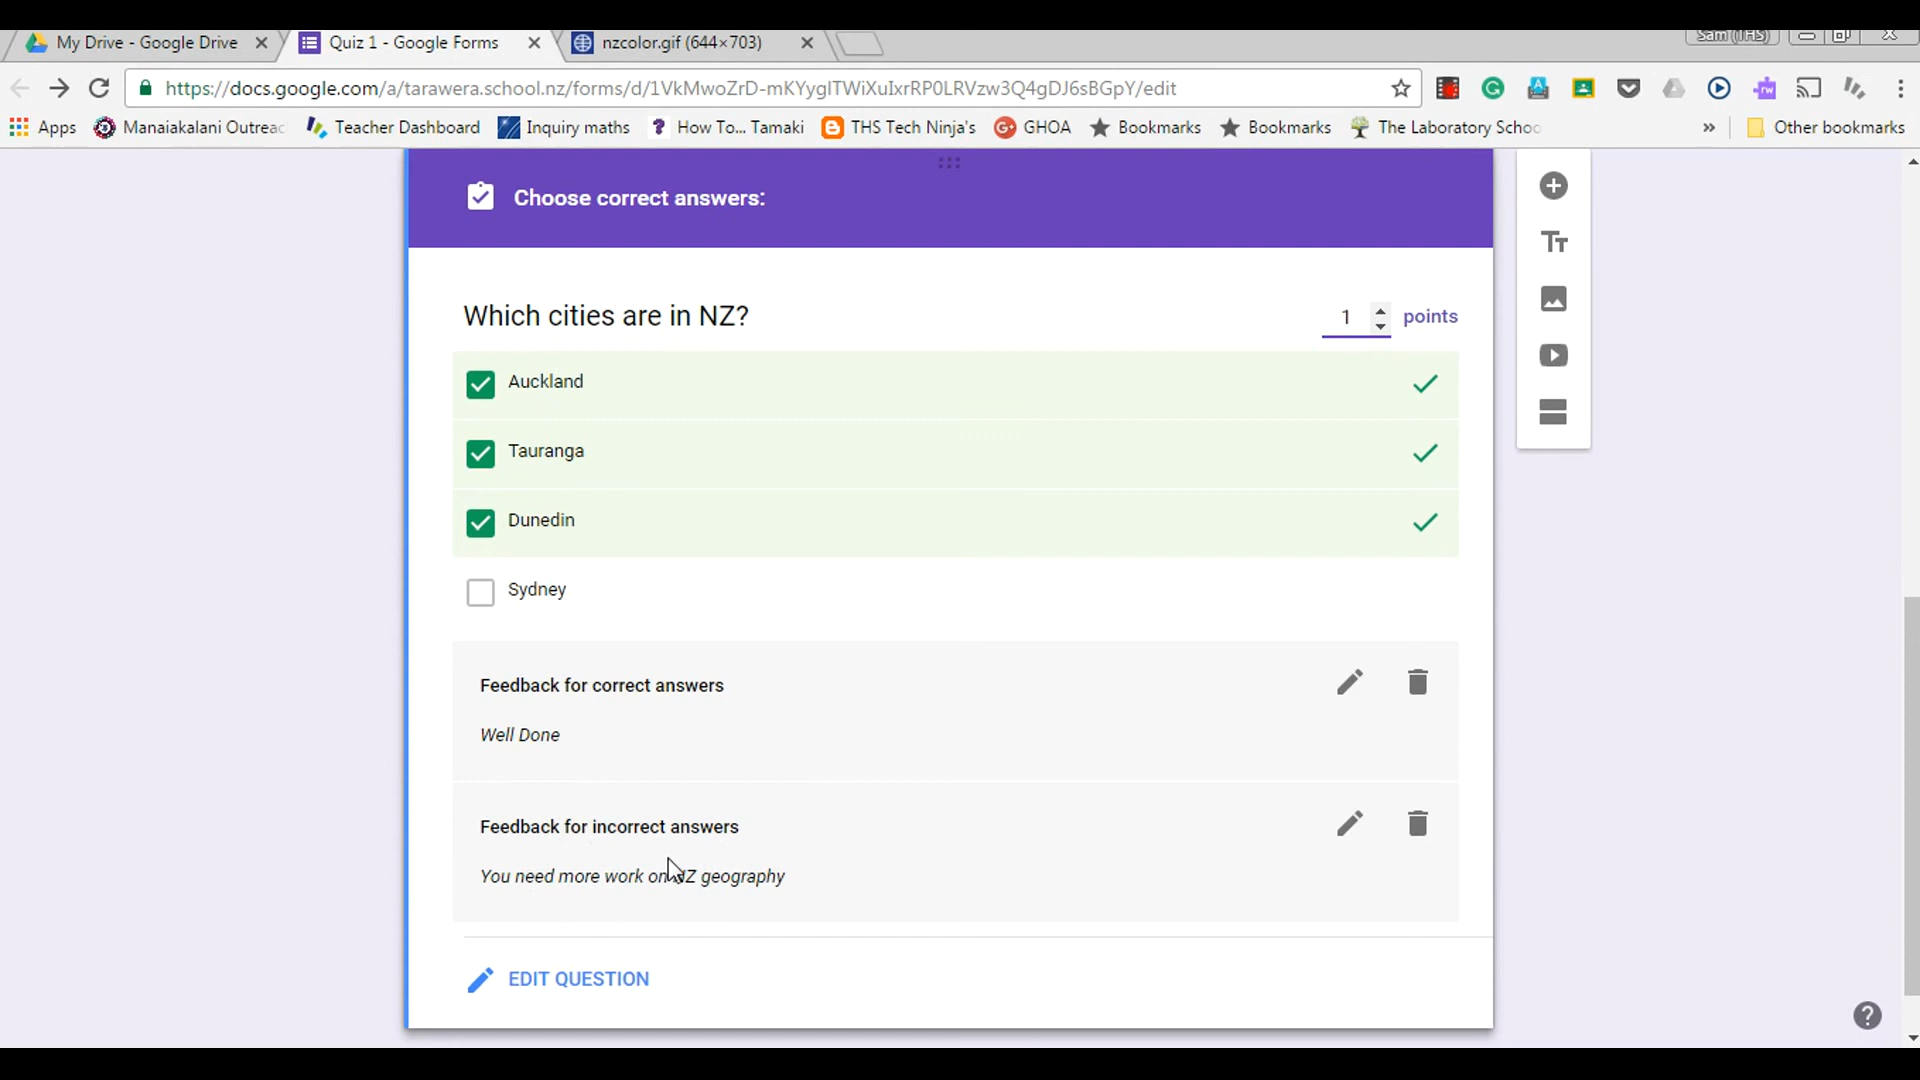 My Drive - Google Drive
Quiz 1 - Google Forms
nzcolor.gif (644×703)
Sam (THS)
https://docs.google.com/a/tarawera.school.nz/forms/d/1VkMwoZrD-mKYygITWiXuIxrRP0LRVzw3Q4gDJ6sBGpY/edit
Apps
Manaiakalani Outreac
Teacher Dashboard
Inquiry maths
? How To... Tamaki
THS Tech Ninja's
G+ GHOA
Bookmarks
Bookmarks
The Laboratory Schoo
»
Other bookmarks
Choose correct answers:
Which cities are in NZ?
1 points
Auckland
Tauranga
Dunedin
Sydney
Feedback for correct answers
Well Done
Feedback for incorrect answers
You need more work on NZ geography
EDIT QUESTION
Tт
?